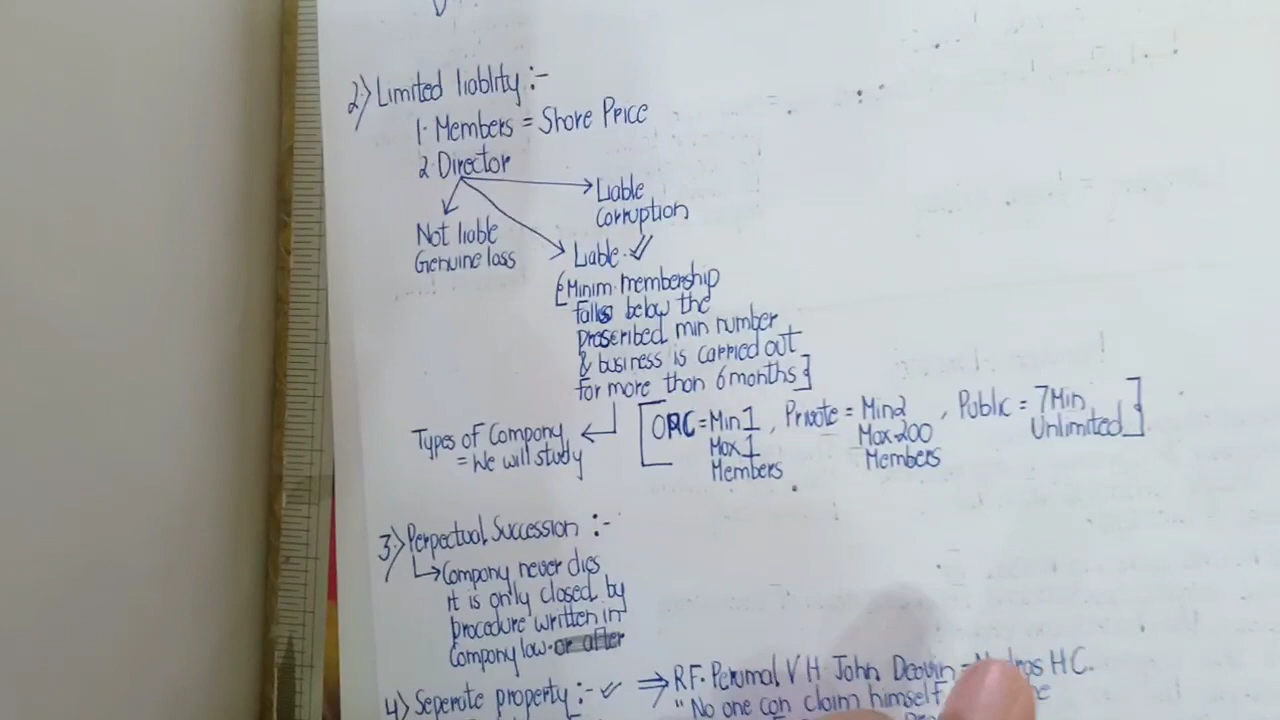 2) Limited liablity :-
1. Members = Share Price
2. Director
Liable
Corruption
Not liable
Genuine loss
Liable.
[Minim. membership
falls below the
prescribed min number
& business is carried out
for more than 6 months]
Types of Company
= We will study
[OPC = Min 1, Private = Min 2, Public = 7 Min
Max 1 Max 200 Unlimited]
Members Members
3) Perpectual Succession :-
Company never dies
it is only closed by
procedure written in
Company law. or after
4) Seperate property :- ⇒ RF. Perumal V H. John Deavin = HC.
"No one can claim himself